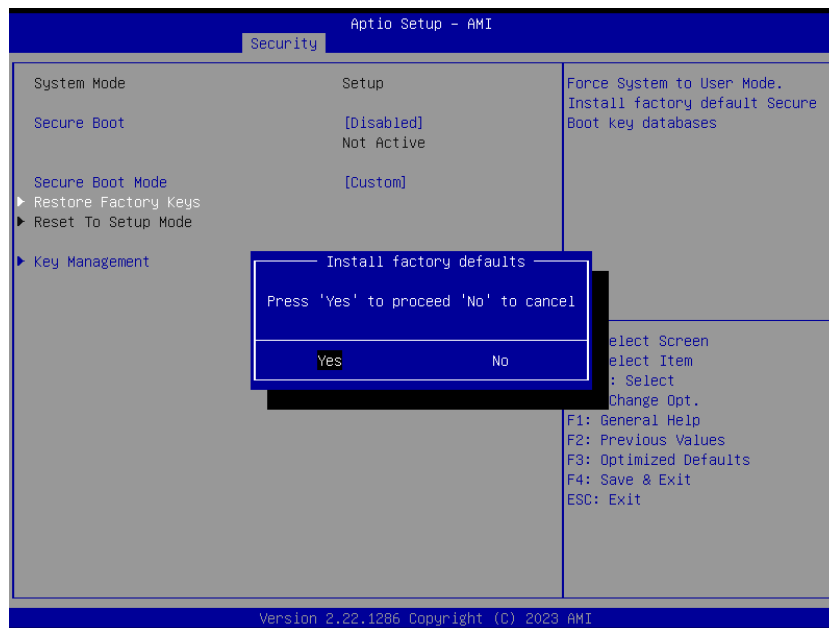 Aptio Setup – AMI
Security
System Mode Setup
Secure Boot [Disabled]
Not Active
Secure Boot Mode [Custom]
Restore Factory Keys
Reset To Setup Mode
Key Management
Force System to User Mode.
Install factory default Secure
Boot key databases
Install factory defaults
Press 'Yes' to proceed 'No' to cancel
Yes No
elect Screen
elect Item
: Select
Change Opt.
F1: General Help
F2: Previous Values
F3: Optimized Defaults
F4: Save & Exit
ESC: Exit
Version 2.22.1286 Copyright (C) 2023 AMI